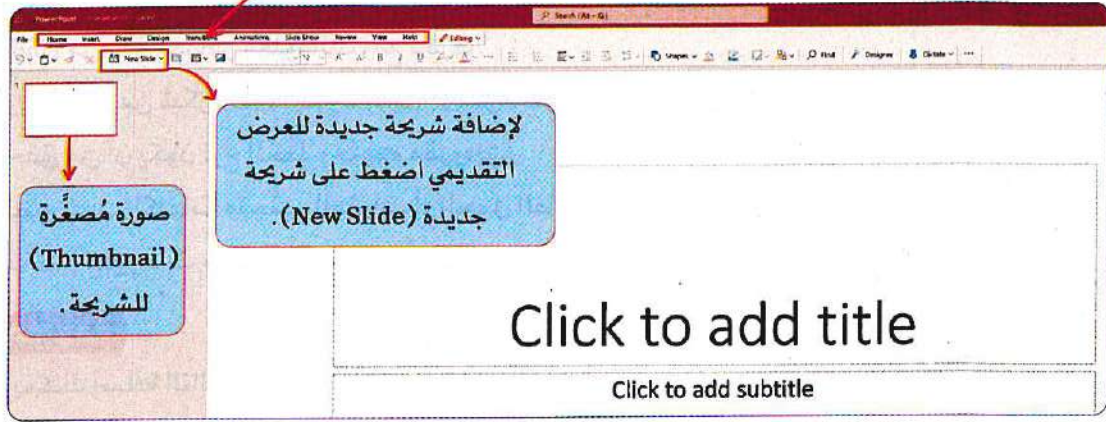 PowerPoint
Search (Alt + Q)
File Home Insert Draw Design Transitions Animations Slide Show Review View Help Editing
New Slide
Shapes
Find
Designer
Dictate
1
لإضافة شريحة جديدة للعرض
التقديمي اضغط على شريحة
جديدة (New Slide).
صورة مُصغَّرة
(Thumbnail)
للشريحة.
Click to add title
Click to add subtitle